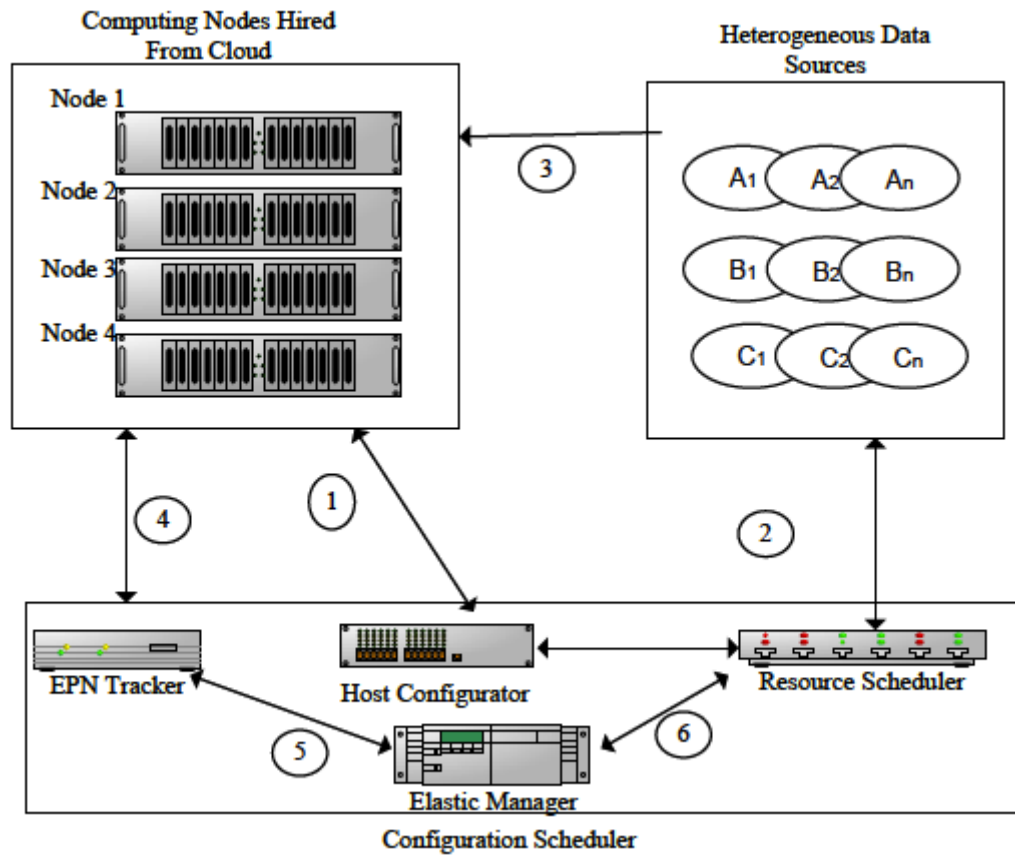 Computing Nodes Hired
From Cloud
Heterogeneous Data
Sources
Node 1
Node 2
Node 3
Node 4
3
A1 A2 An
B1 B2 Bn
C1 C2 Cn
4
1
2
EPN Tracker
Host Configurator
Resource Scheduler
5
6
Elastic Manager
Configuration Scheduler